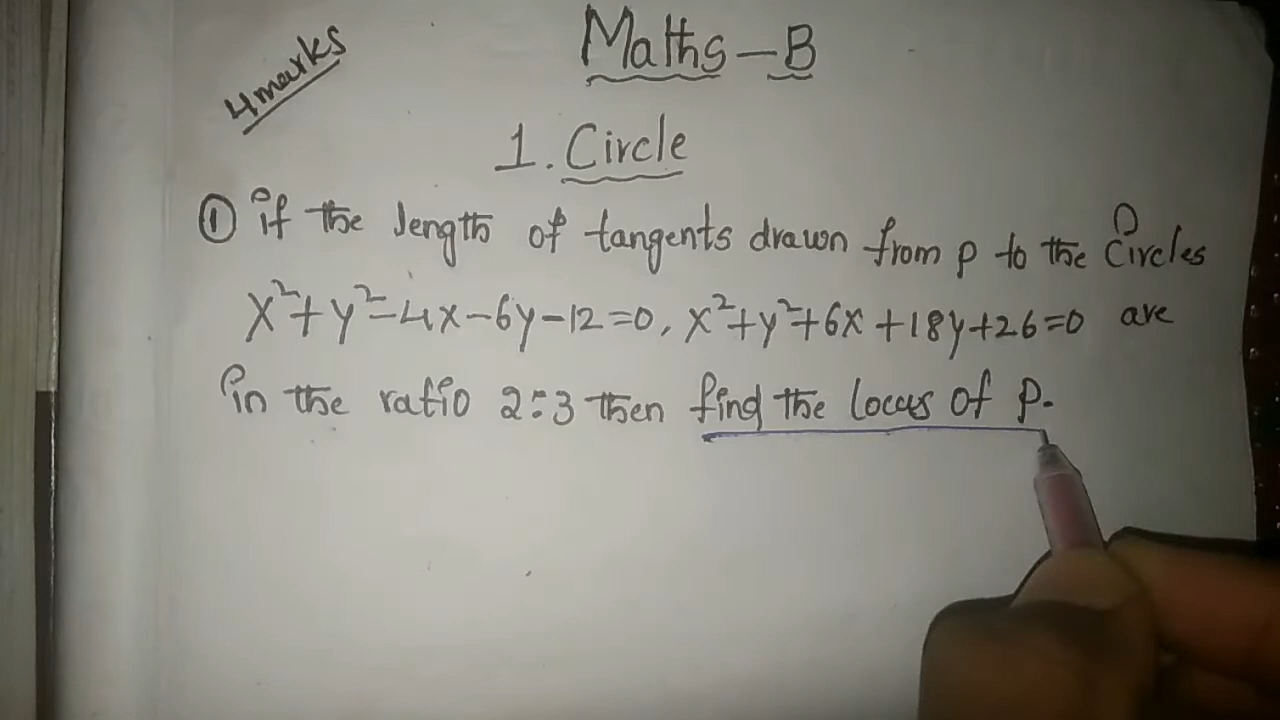 4marks
Maths-B
1. Circle
① if the length of tangents drawn from p to the Circles
x²+y²-4x-6y-12=0, x²+y²+6x+18y+26=0 are
in the ratio 2:3 then find the locus of p.